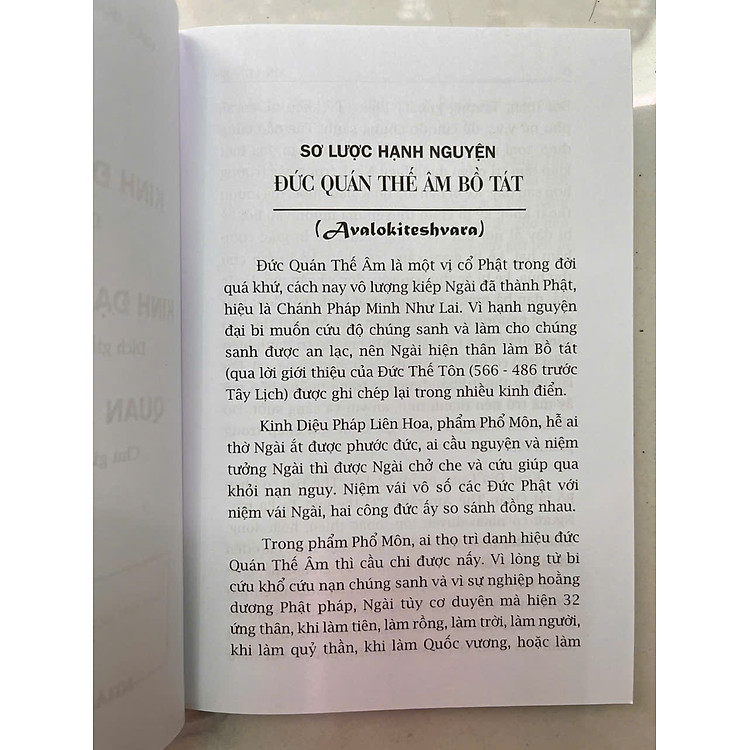 SƠ LƯỢC HẠNH NGUYỆN
ĐỨC QUÁN THẾ ÂM BỒ TÁT
(Avalokiteshvara)
Đức Quán Thế Âm là một vị cổ Phật trong đời
quá khứ, cách nay vô lượng kiếp Ngài đã thành Phật,
hiệu là Chánh Pháp Minh Như Lai. Vì hạnh nguyện
đại bi muốn cứu độ chúng sanh và làm cho chúng
sanh được an lạc, nên Ngài hiện thân làm Bồ tát
(qua lời giới thiệu của Đức Thế Tôn (566 - 486 trước
Tây Lịch) được ghi chép lại trong nhiều kinh điển.
Kinh Diệu Pháp Liên Hoa, phẩm Phổ Môn, hễ ai
thờ Ngài ắt được phước đức, ai cầu nguyện và niệm
tưởng Ngài thì được Ngài chở che và cứu giúp qua
khỏi nạn nguy. Niệm vái vô số các Đức Phật với
niệm vái Ngài, hai công đức ấy so sánh đồng nhau.
Trong phẩm Phổ Môn, ai thọ trì danh hiệu đức
Quán Thế Âm thì cầu chi được nấy. Vì lòng từ bi
cứu khổ cứu nạn chúng sanh và vì sự nghiệp hoằng
dương Phật pháp, Ngài tùy cơ duyên mà hiện 32
ứng thân, khi làm tiên, làm rồng, làm trời, làm người,
khi làm quỷ thần, khi làm Quốc vương, hoặc làm